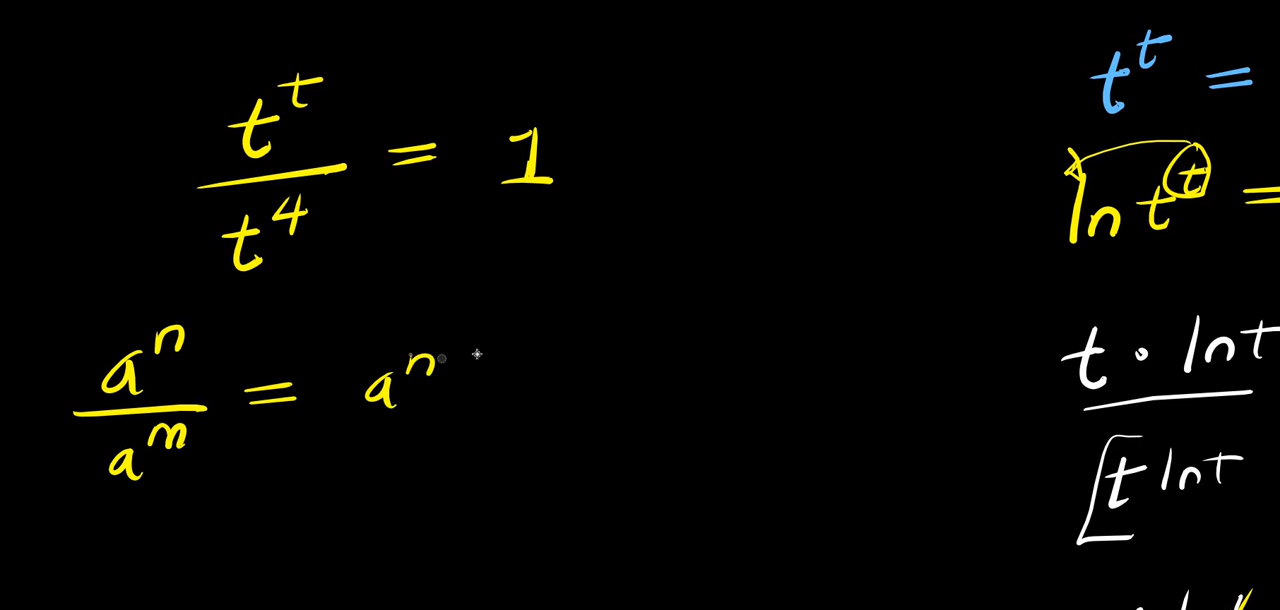 t^t / t^4 = 1
a^n / a^m = a^n
t^t =
ln t^t =
t · ln t
t ln t